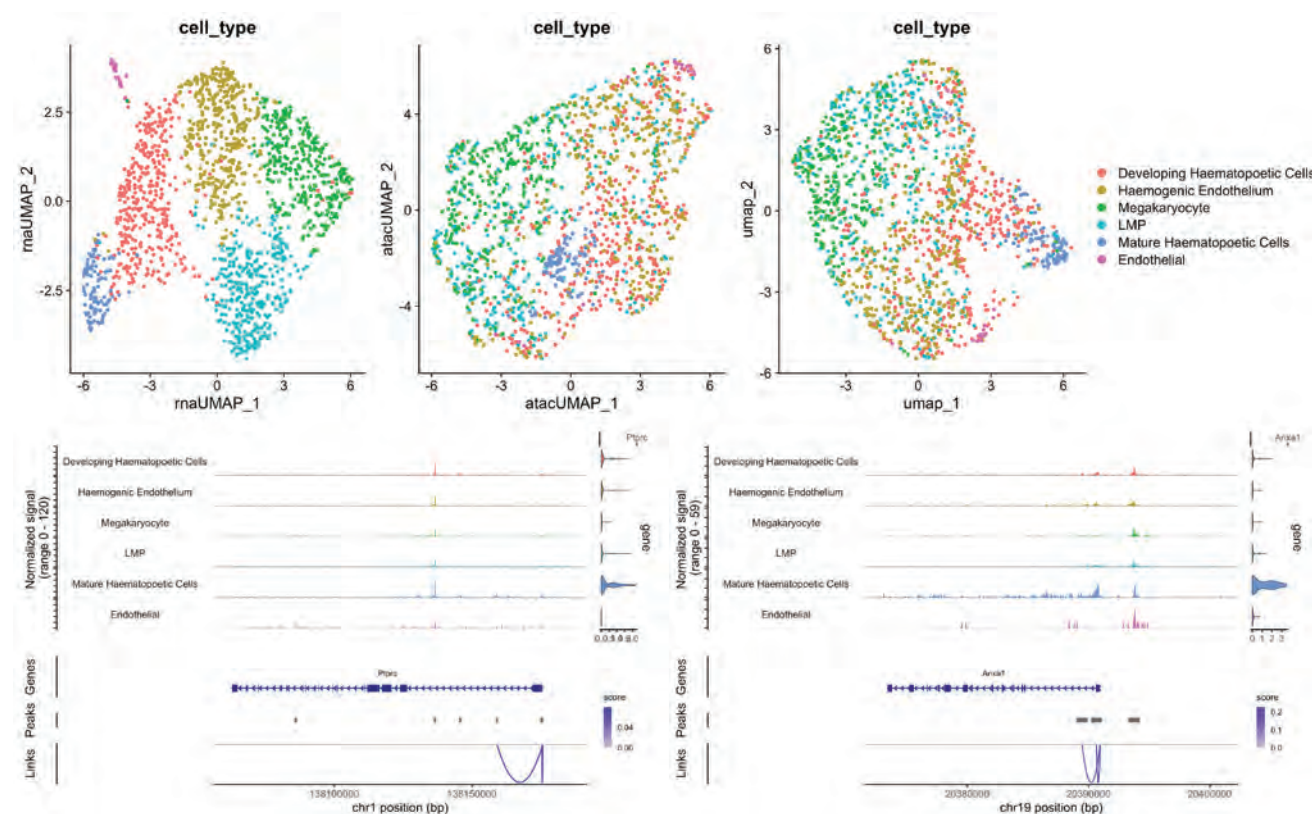 cell_type
cell_type
cell_type
rnaUMAP_2
2.5
0.0
-2.5
-6
-3
0
3
6
rnaUMAP_1
atacUMAP_2
4
0
-4
-6
-3
0
3
6
atacUMAP_1
umap_2
6
3
0
-3
-6
-3
0
3
6
umap_1
Developing Haematopoetic Cells
Haemogenic Endothelium
Megakaryocyte
LMP
Mature Haematopoetic Cells
Endothelial
Normalized signal
(range 0 - 120)
Developing Haematopoetic Cells
Haemogenic Endothelium
Megakaryocyte
LMP
Mature Haematopoetic Cells
Endothelial
Ptprc
gene
Genes
Ptprc
Peaks
Links
score
0.04
0.00
138100000
138150000
chr1 position (bp)
Normalized signal
(range 0 - 59)
Developing Haematopoetic Cells
Haemogenic Endothelium
Megakaryocyte
LMP
Mature Haematopoetic Cells
Endothelial
Anxa1
gene
0 1 2 3
Genes
Anxa1
Peaks
Links
score
0.2
0.1
0.0
20380000
20390000
20400000
chr19 position (bp)